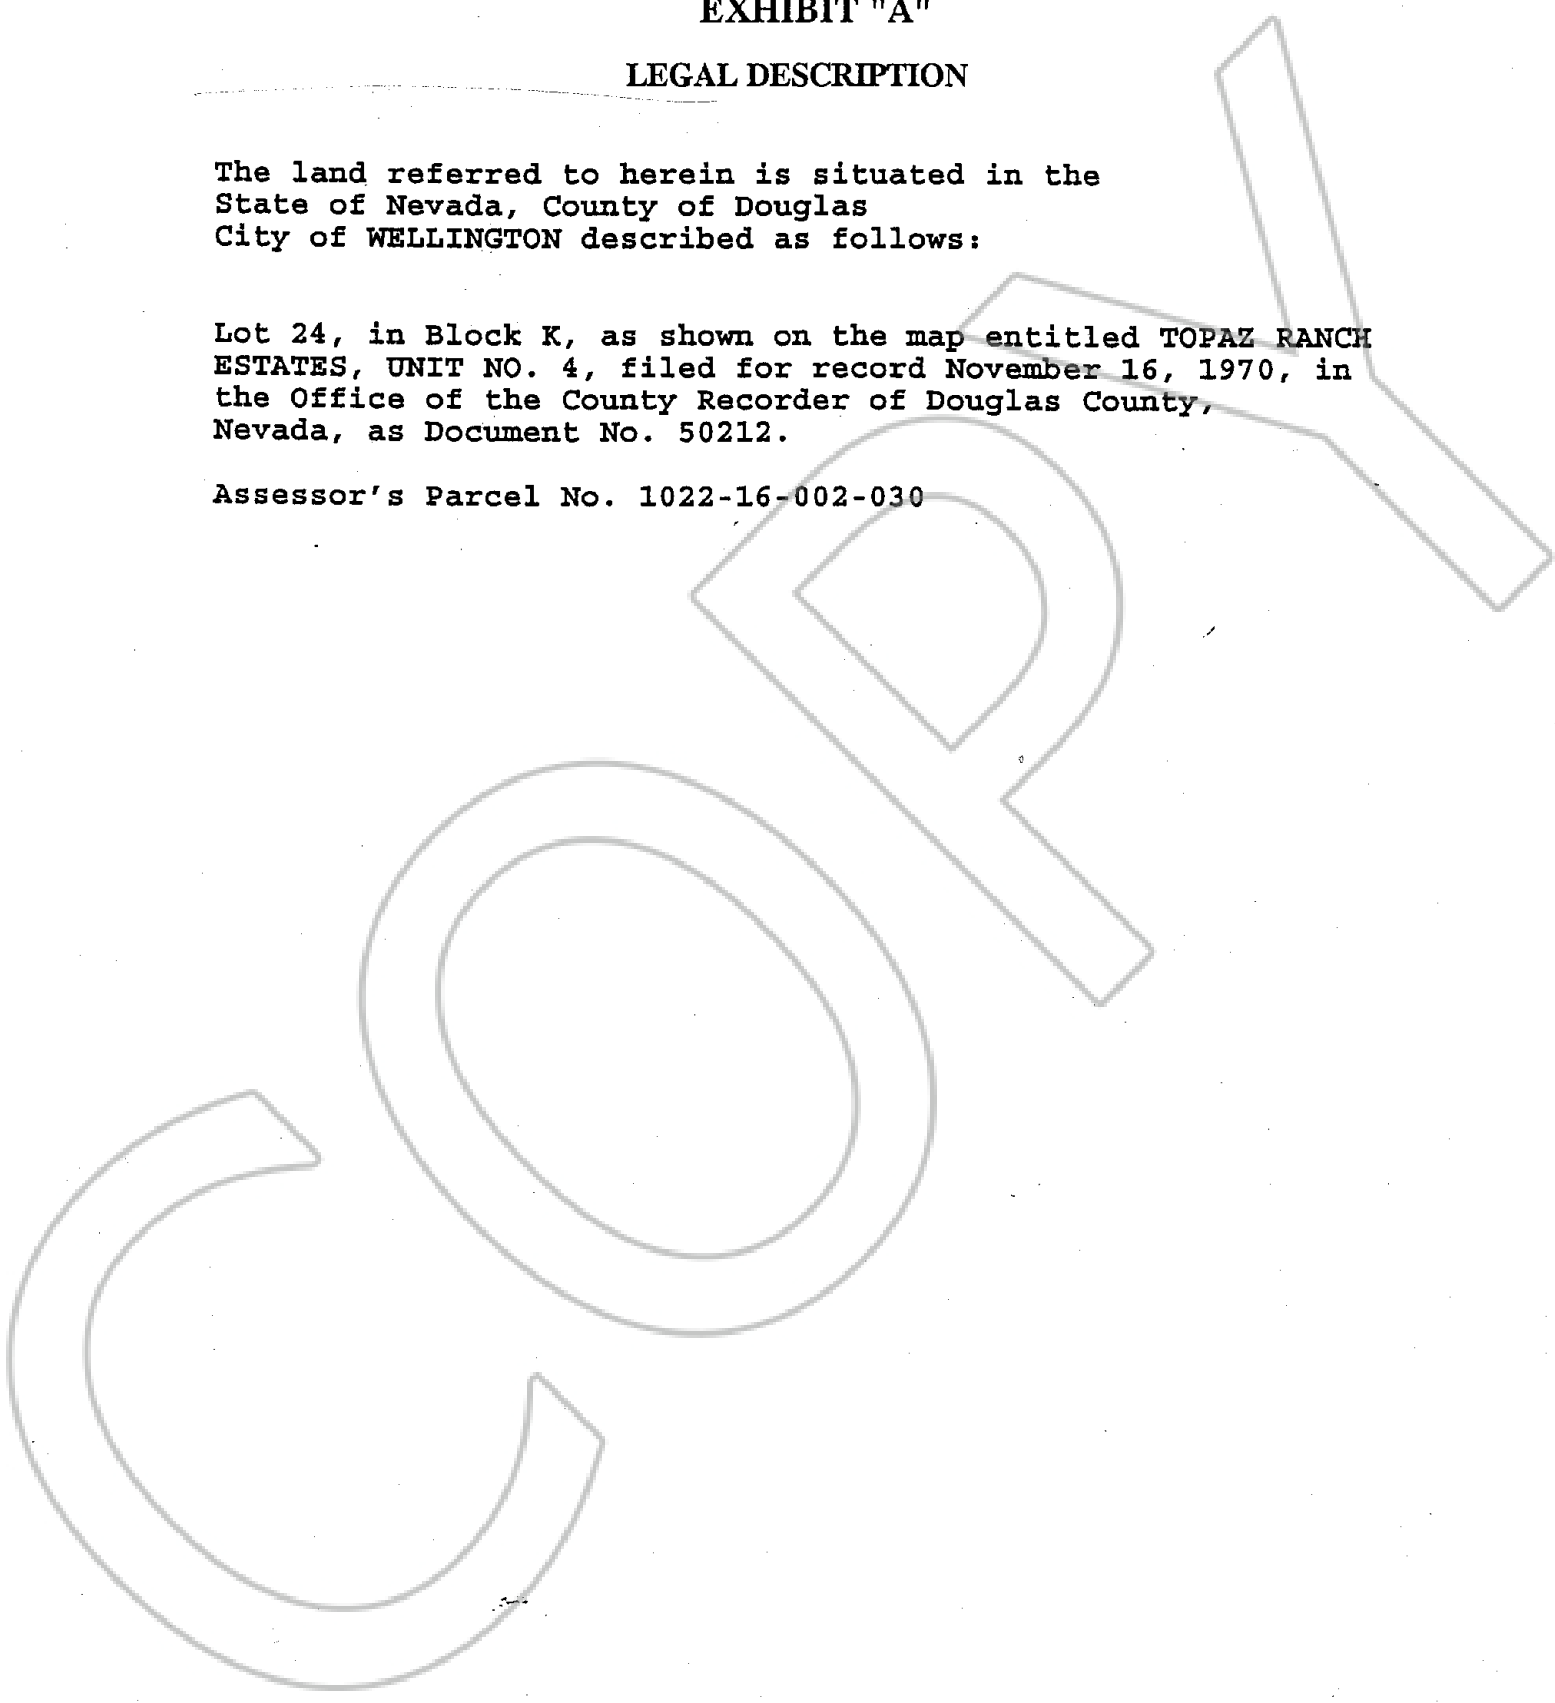 EXHIBIT "A"
LEGAL DESCRIPTION
The land referred to herein is situated in the
State of Nevada, County of Douglas
City of WELLINGTON described as follows:
Lot 24, in Block K, as shown on the map entitled TOPAZ RANCH
ESTATES, UNIT NO. 4, filed for record November 16, 1970, in
the Office of the County Recorder of Douglas County,
Nevada, as Document No. 50212.
Assessor's Parcel No. 1022-16-002-030
COPY